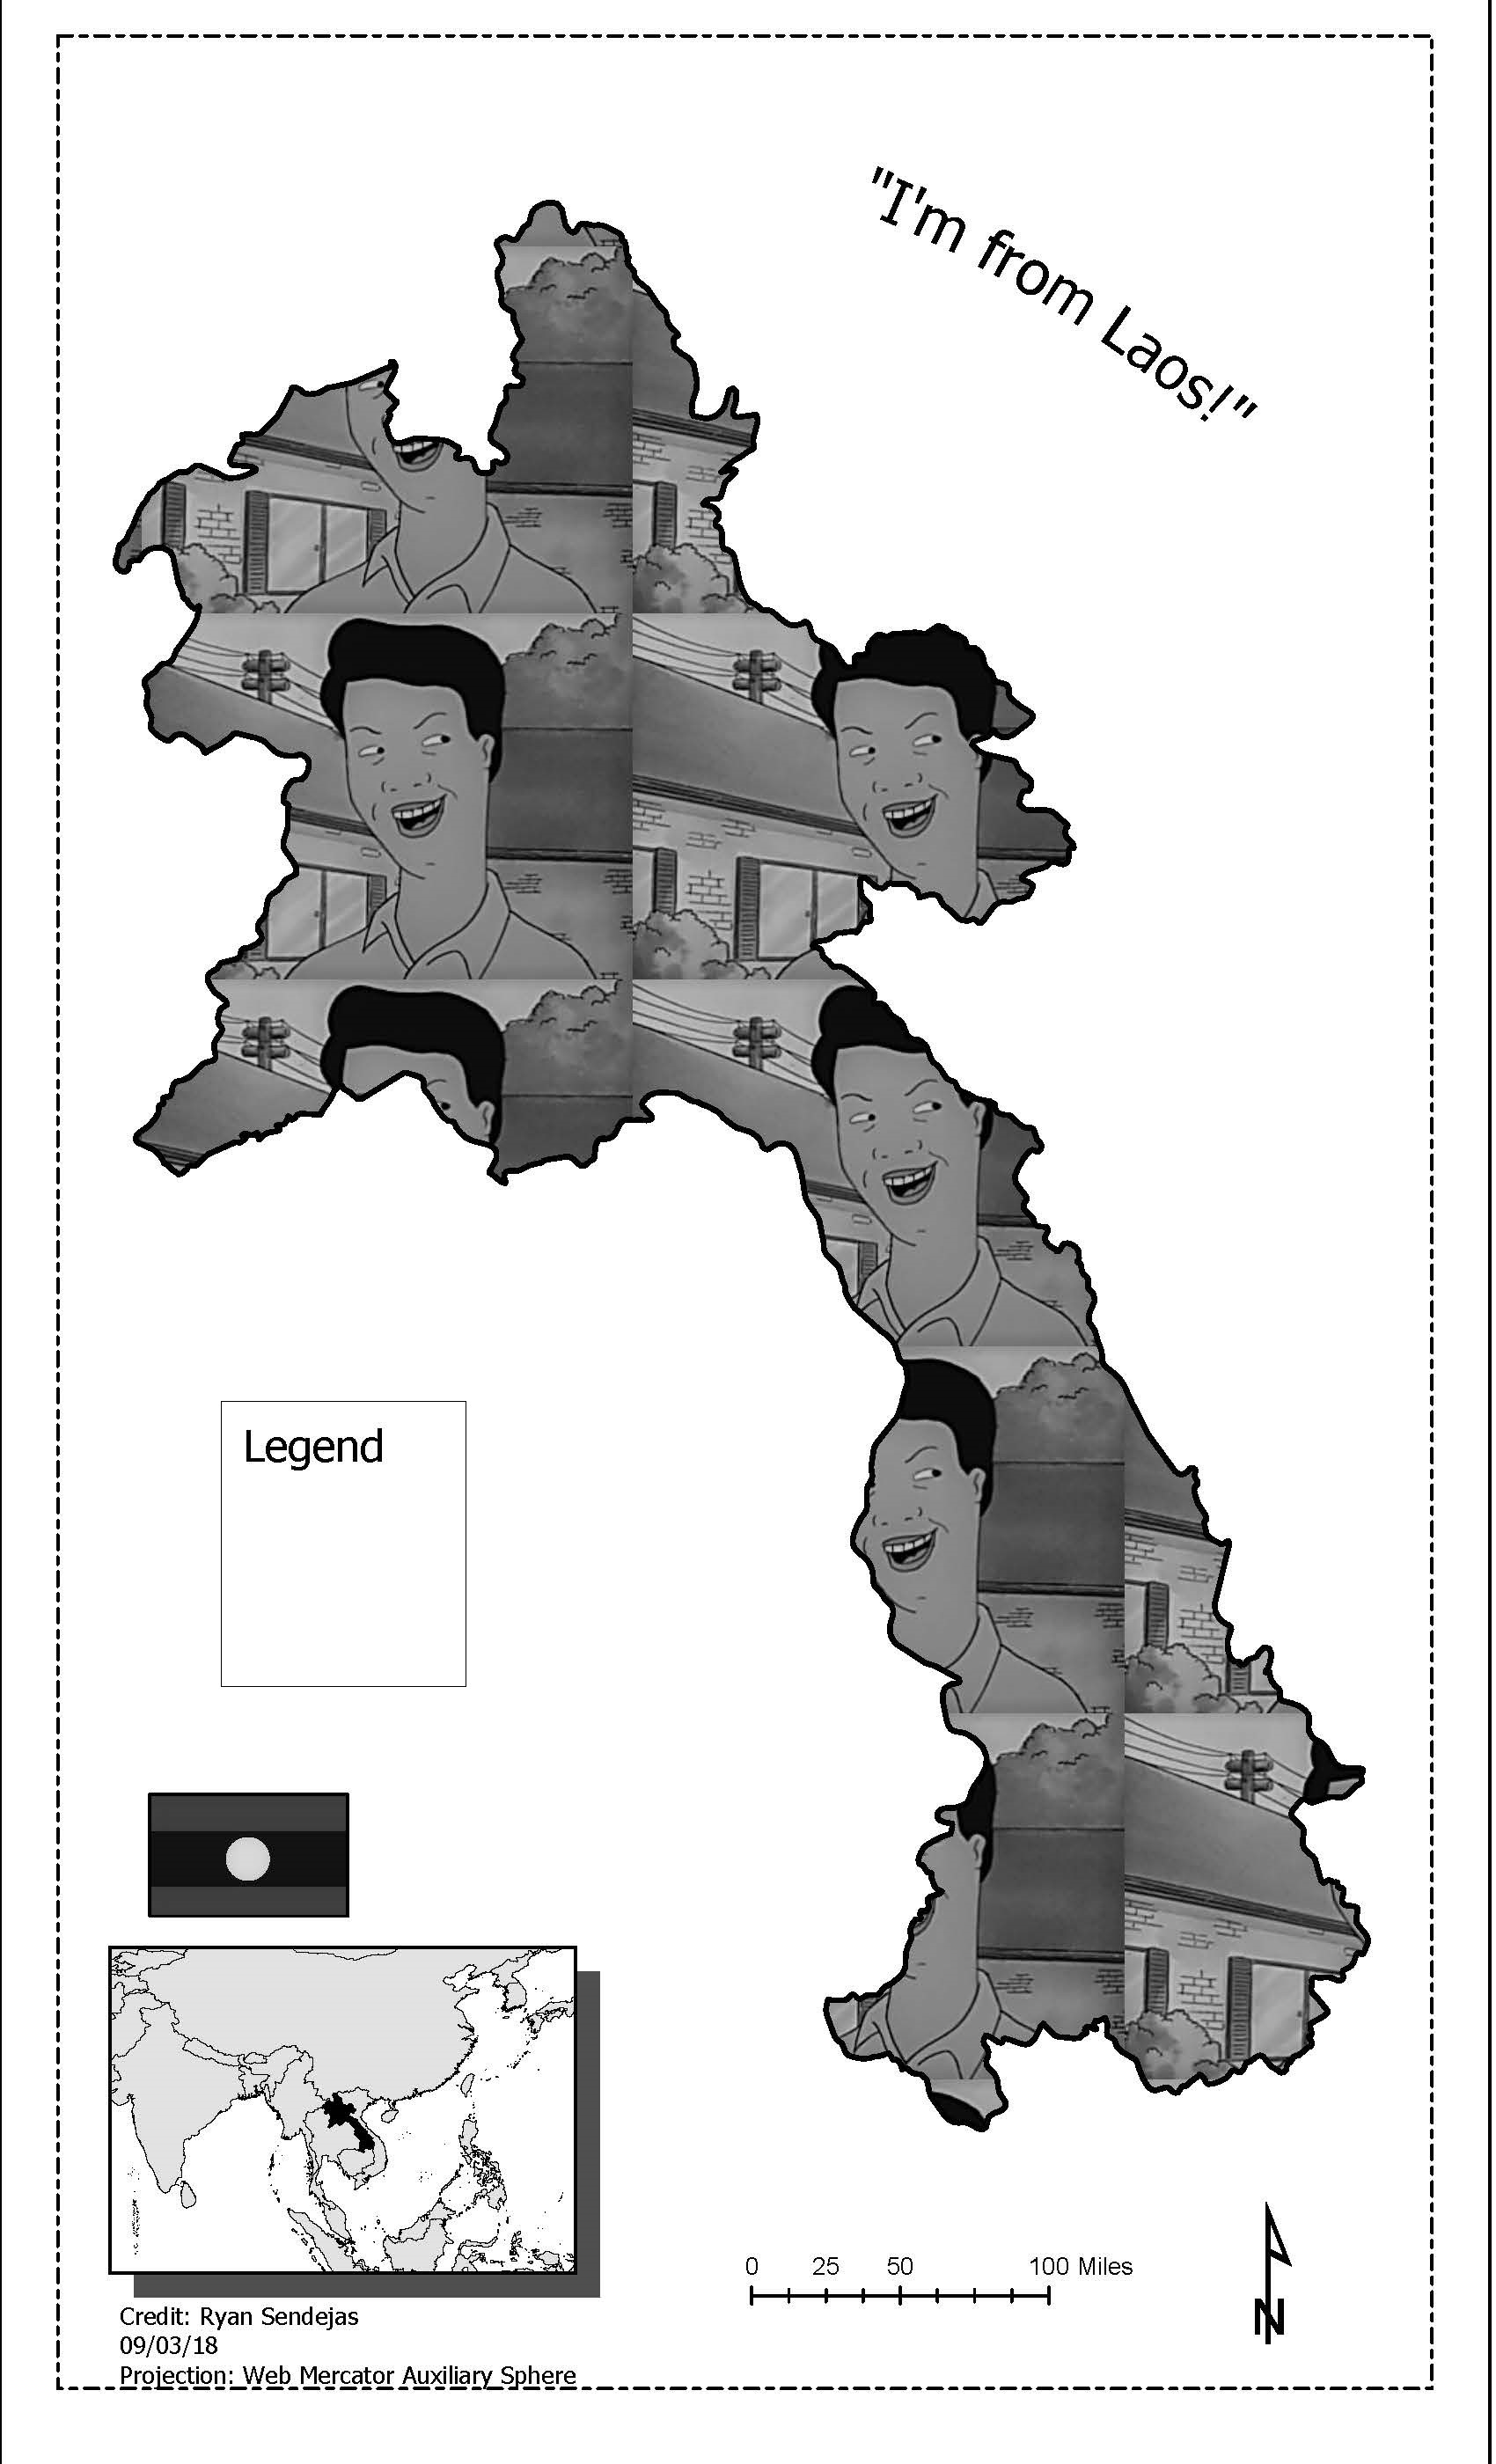 "I'm from Laos!"
Legend
0 25 50 100 Miles
N
Credit: Ryan Sendejas
09/03/18
Projection: Web Mercator Auxiliary Sphere